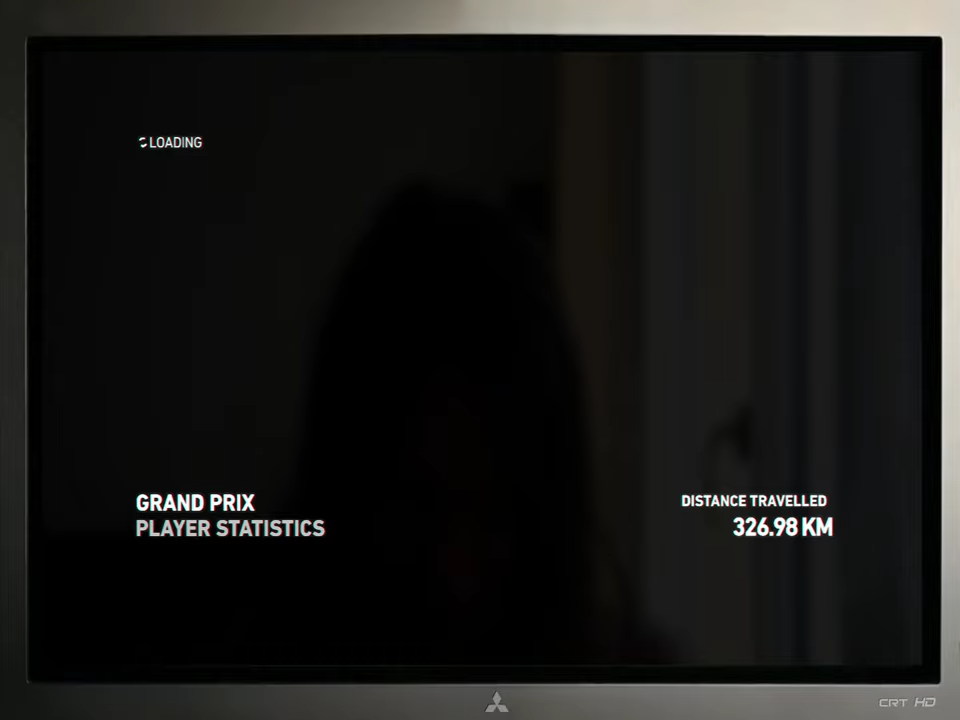 LOADING
GRAND PRIX
PLAYER STATISTICS
DISTANCE TRAVELLED
326.98 KM
CRT HD